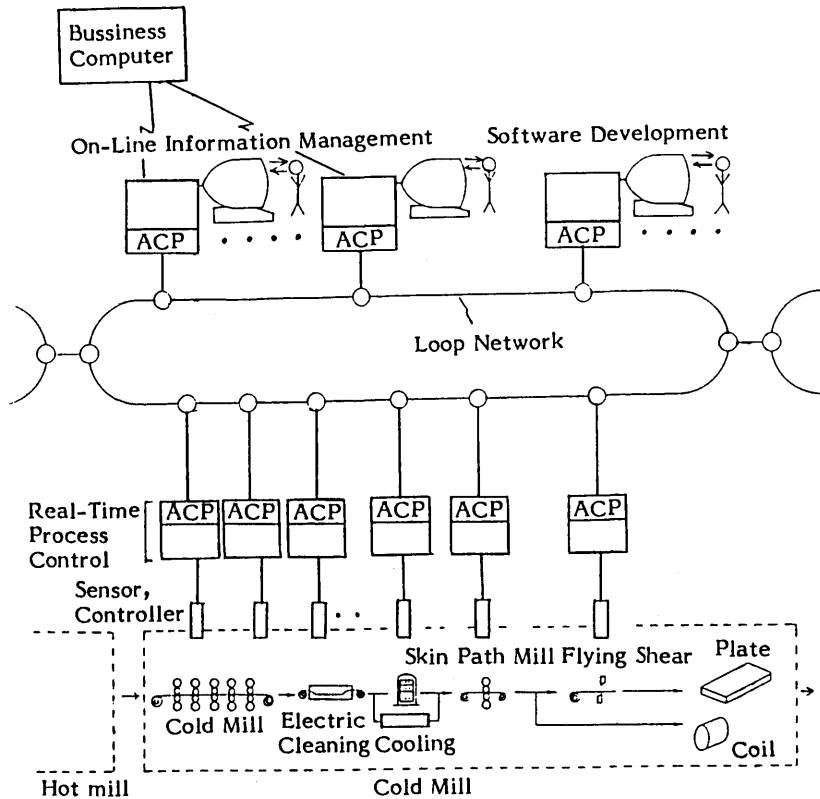 Bussiness
Computer
On-Line Information Management
Software Development
ACP
ACP
ACP
Loop Network
Real-Time
Process
Control
ACP
ACP
ACP
ACP
ACP
ACP
Sensor,
Controller
Skin Path Mill Flying Shear
Plate
Cold Mill
Electric
Cleaning
Cooling
Coil
Hot mill
Cold Mill